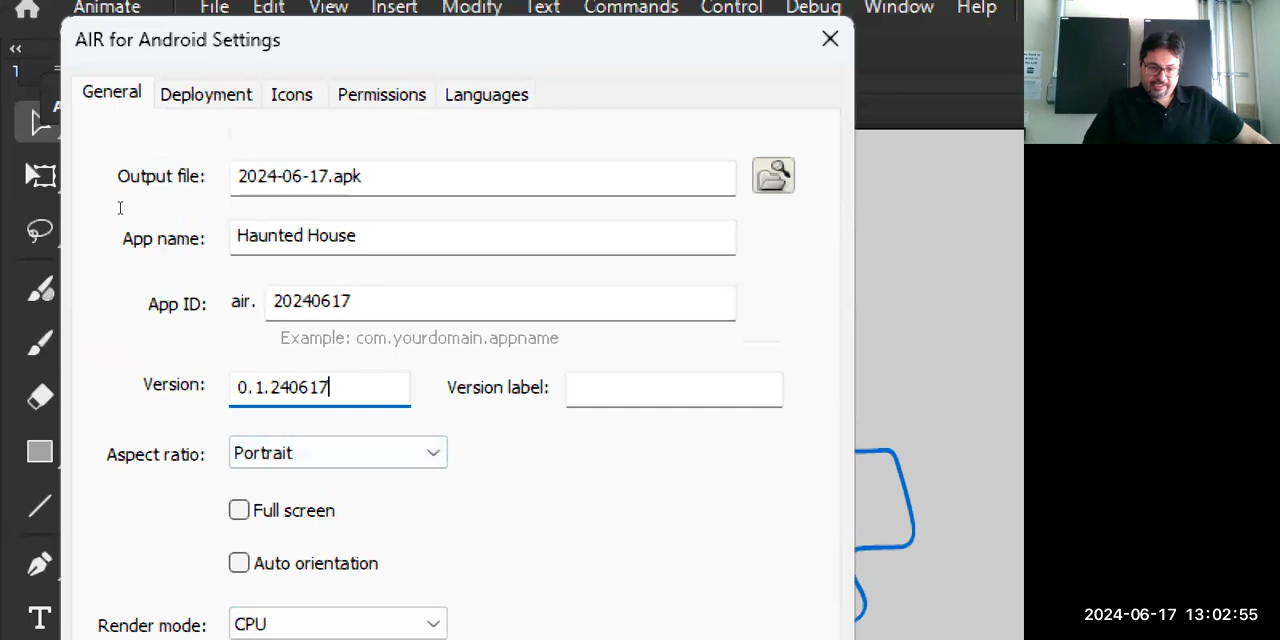 Animate File Edit View Insert Modify Text Commands Control Debug Window Help
AIR for Android Settings
General Deployment Icons Permissions Languages
Output file: 2024-06-17.apk
App name: Haunted House
App ID: air. 20240617
Example: com.yourdomain.appname
Version: 0.1.240617 Version label:
Aspect ratio: Portrait
Full screen
Auto orientation
Render mode: CPU
2024-06-17 13:02:55